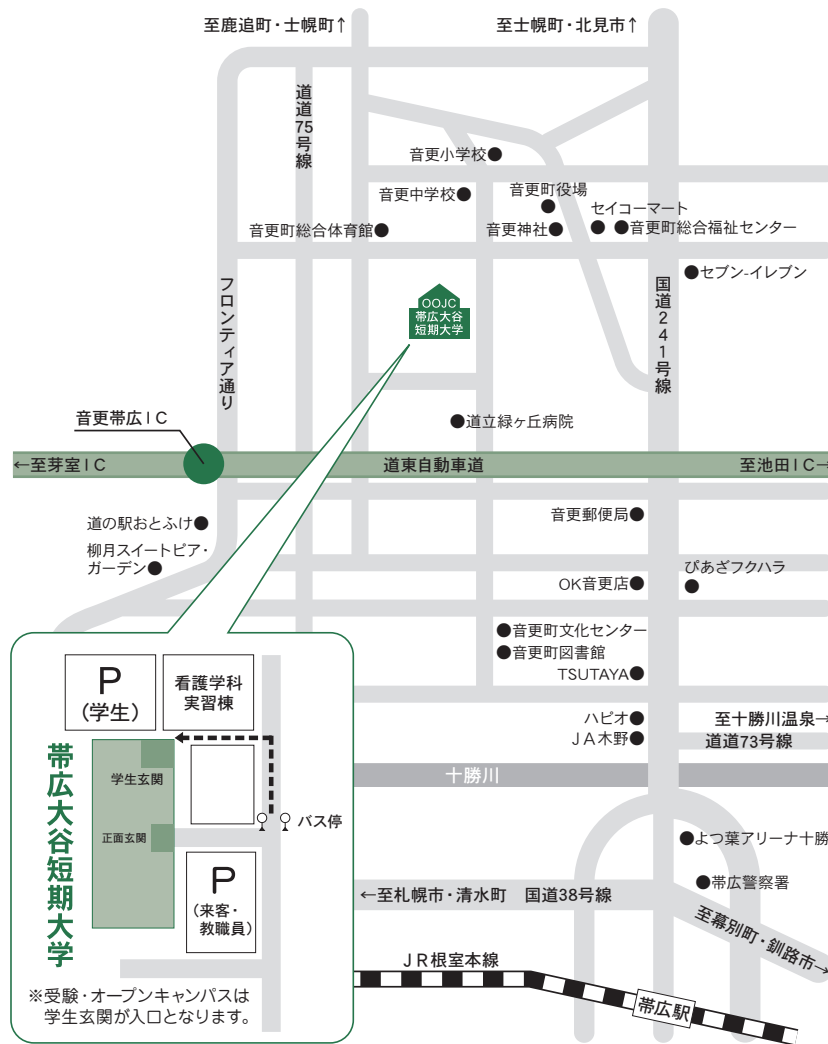 至鹿追町・士幌町↑
至士幌町・北見市↑
道道75号線
音更小学校
音更中学校
音更町役場
セイコーマート
音更町総合体育館
音更神社
音更町総合福祉センター
セブン-イレブン
フロンティア通り
国道241号線
OOJC
帯広大谷
短期大学
音更帯広IC
道立緑ヶ丘病院
←至芽室IC
道東自動車道
至池田IC→
道の駅おとふけ
音更郵便局
柳月スイートピア・
ガーデン
ぴあざフクハラ
OK音更店
音更町文化センター
音更町図書館
TSUTAYA
ハピオ
至十勝川温泉→
JA木野
道道73号線
十勝川
P
(学生)
看護学科
実習棟
帯広大谷短期大学
学生玄関
正面玄関
バス停
P
(来客・
教職員)
※受験・オープンキャンパスは
学生玄関が入口となります。
よつ葉アリーナ十勝
帯広警察署
←至札幌市・清水町 国道38号線
至幕別町・釧路市→
JR根室本線
帯広駅